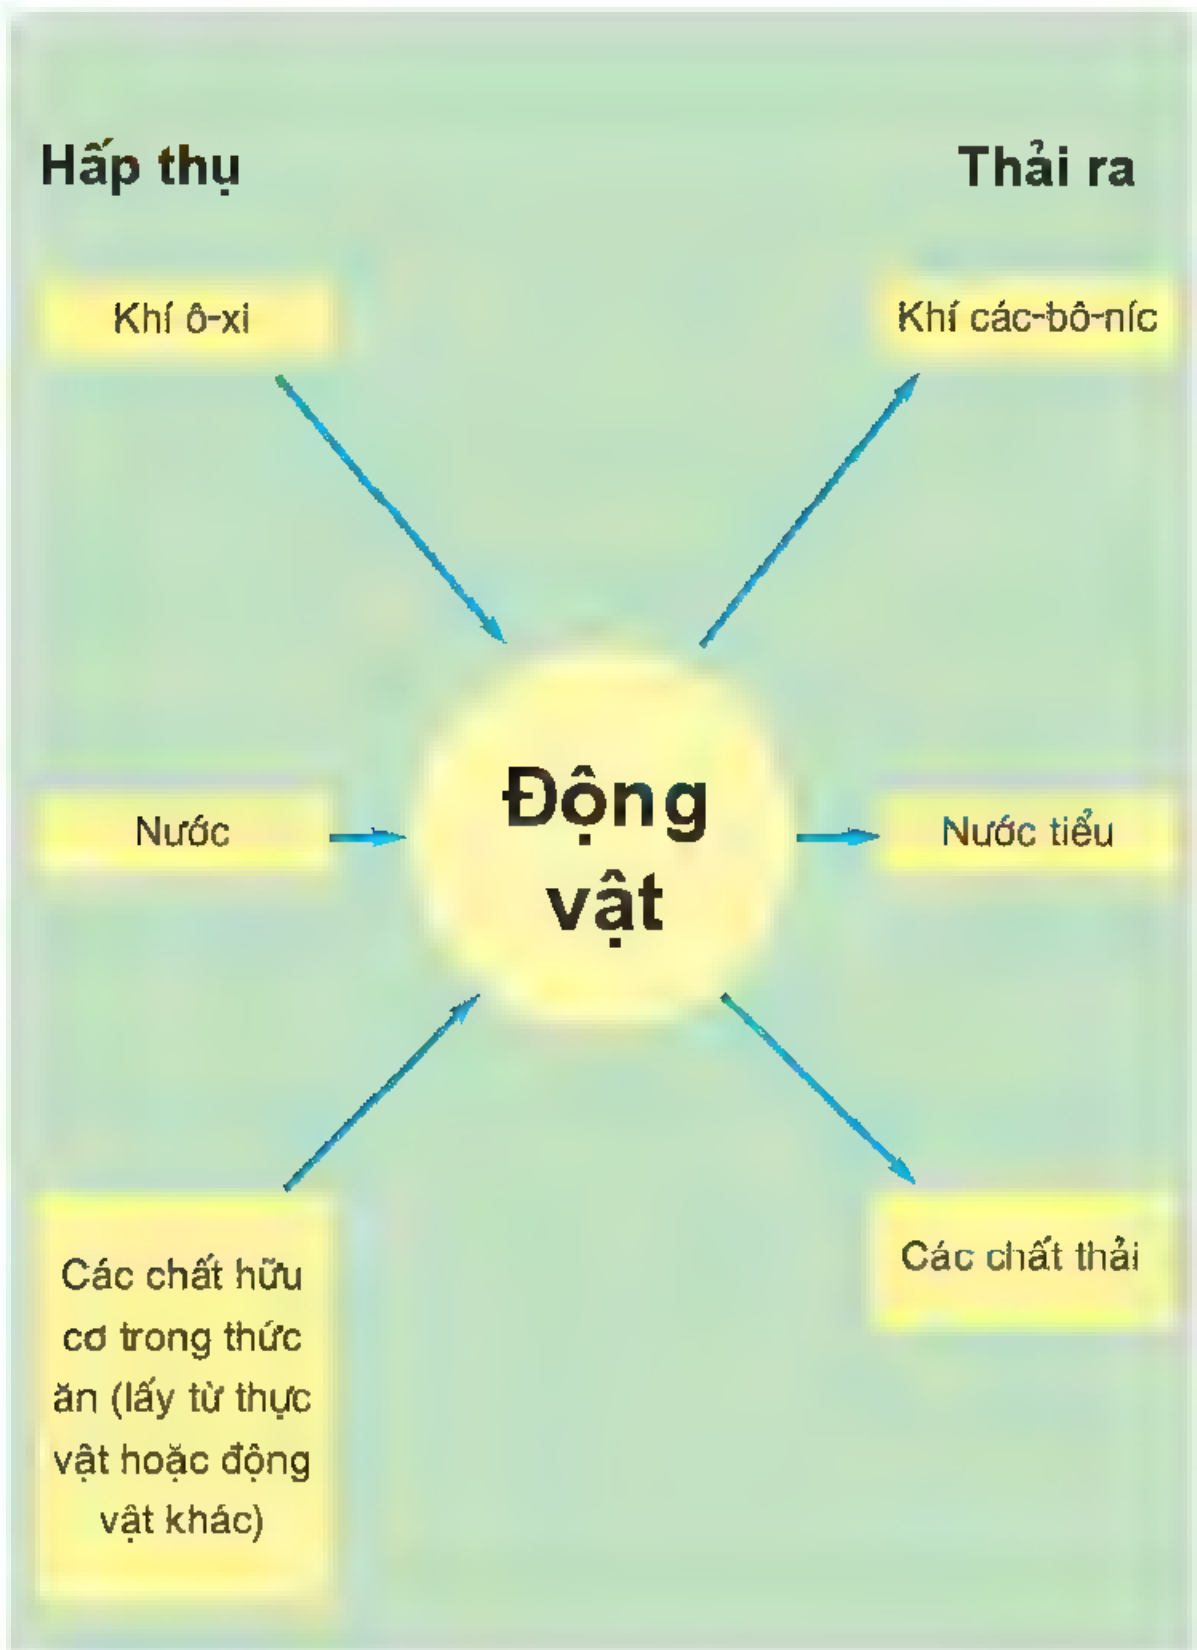 Hấp thụ
Thải ra
Khí ô-xi
Khí các-bô-níc
Động
vật
Nước
Nước tiểu
Các chất hữu
cơ trong thức
ăn (lấy từ thực
vật hoặc động
vật khác)
Các chất thải